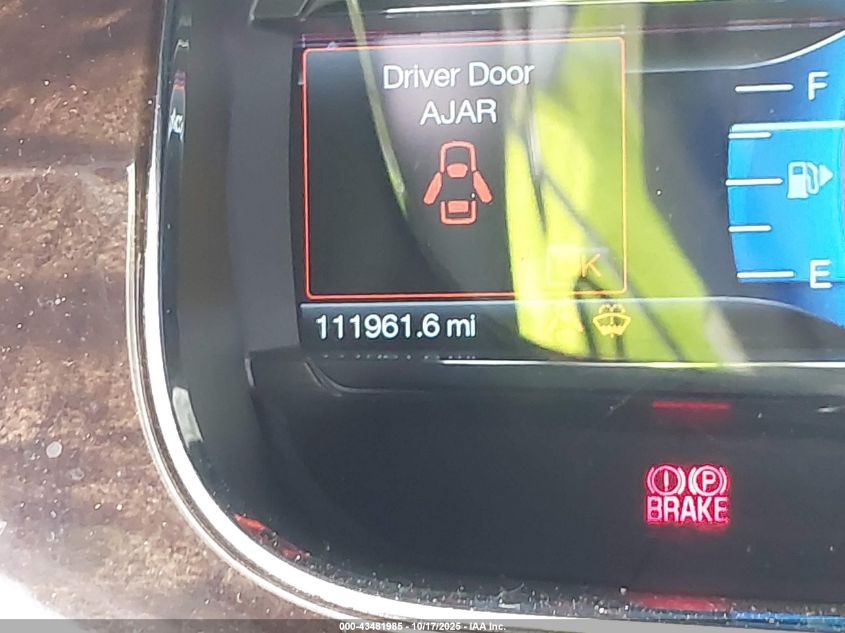 Driver Door
AJAR
F
E
111961.6 mi
P
BRAKE
000-43481985 - 10/17/2025 - IAA Inc.